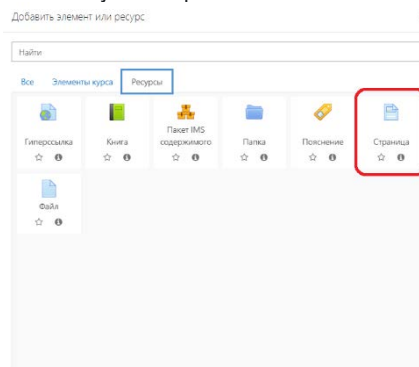 Добавить элемент или ресурс
Найти
Все Элементы курса Ресурсы
Гиперссылка Книга Пакет IMS содержимого Папка Пояснение Страница
Файл